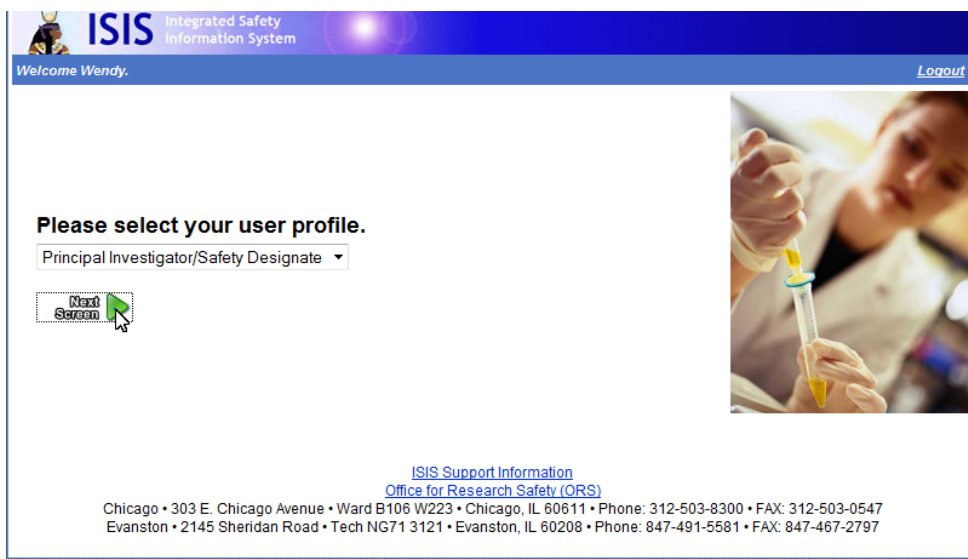 ISIS Integrated Safety
Information System
Welcome Wendy.
Logout
Please select your user profile.
Principal Investigator/Safety Designate
Next
Screen
ISIS Support Information
Office for Research Safety (ORS)
Chicago • 303 E. Chicago Avenue • Ward B106 W223 • Chicago, IL 60611 • Phone: 312-503-8300 • FAX: 312-503-0547
Evanston • 2145 Sheridan Road • Tech NG71 3121 • Evanston, IL 60208 • Phone: 847-491-5581 • FAX: 847-467-2797